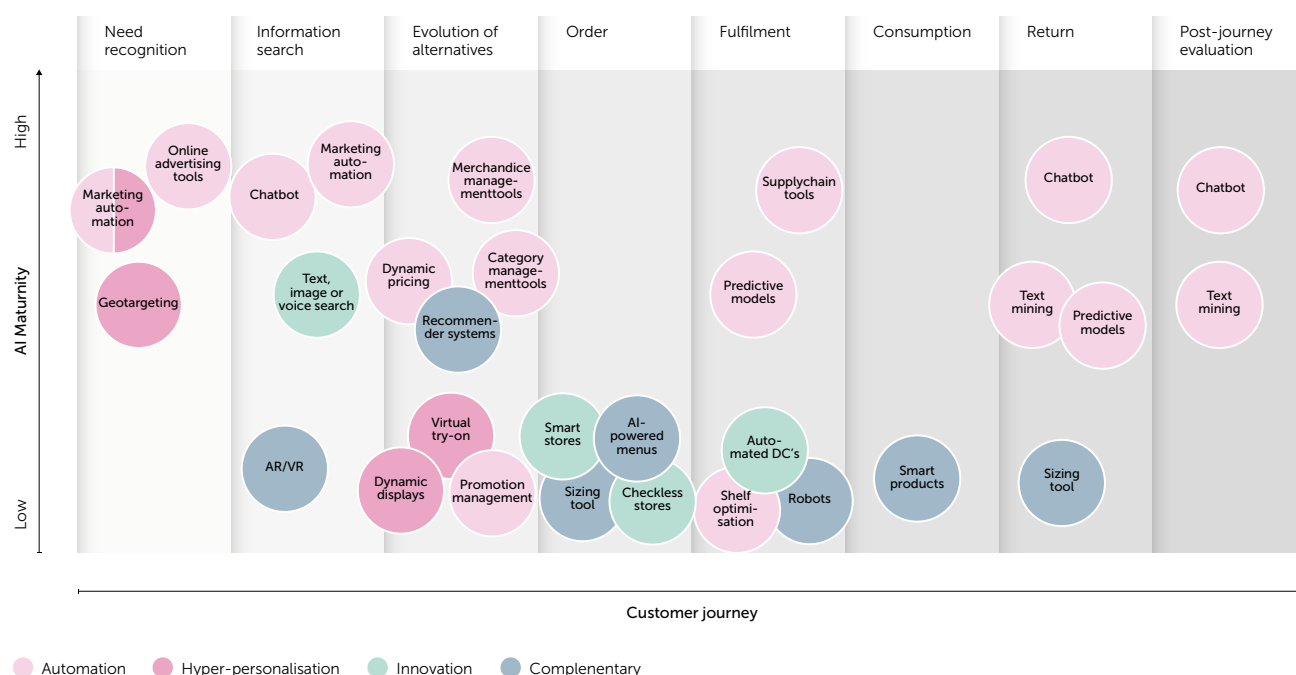 Need
recognition
Information
search
Evolution of
alternatives
Order
Fulfilment
Consumption
Return
Post-journey
evaluation
High
AI Maturnity
Low
Online
advertising
tools
Marketing
auto-
mation
Geotargeting
Marketing
auto-
mation
Chatbot
Text,
image or
voice search
AR/VR
Merchandice
manage-
menttools
Category
manage-
menttools
Dynamic
pricing
Recommen-
der systems
Virtual
try-on
Dynamic
displays
Promotion
management
Smart
stores
AI-
powered
menus
Sizing
tool
Checkless
stores
Supplychain
tools
Predictive
models
Auto-
mated DC's
Shelf
optimi-
sation
Robots
Smart
products
Chatbot
Text
mining
Predictive
models
Sizing
tool
Chatbot
Text
mining
Customer journey
Automation
Hyper-personalisation
Innovation
Complenentary